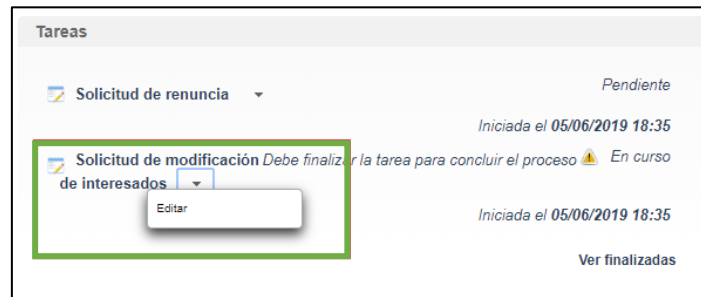 Tareas
Solicitud de renuncia
Pendiente
Iniciada el 05/06/2019 18:35
Solicitud de modificación Debe finalizar la tarea para concluir el proceso En curso
de interesados
Editar
Iniciada el 05/06/2019 18:35
Ver finalizadas